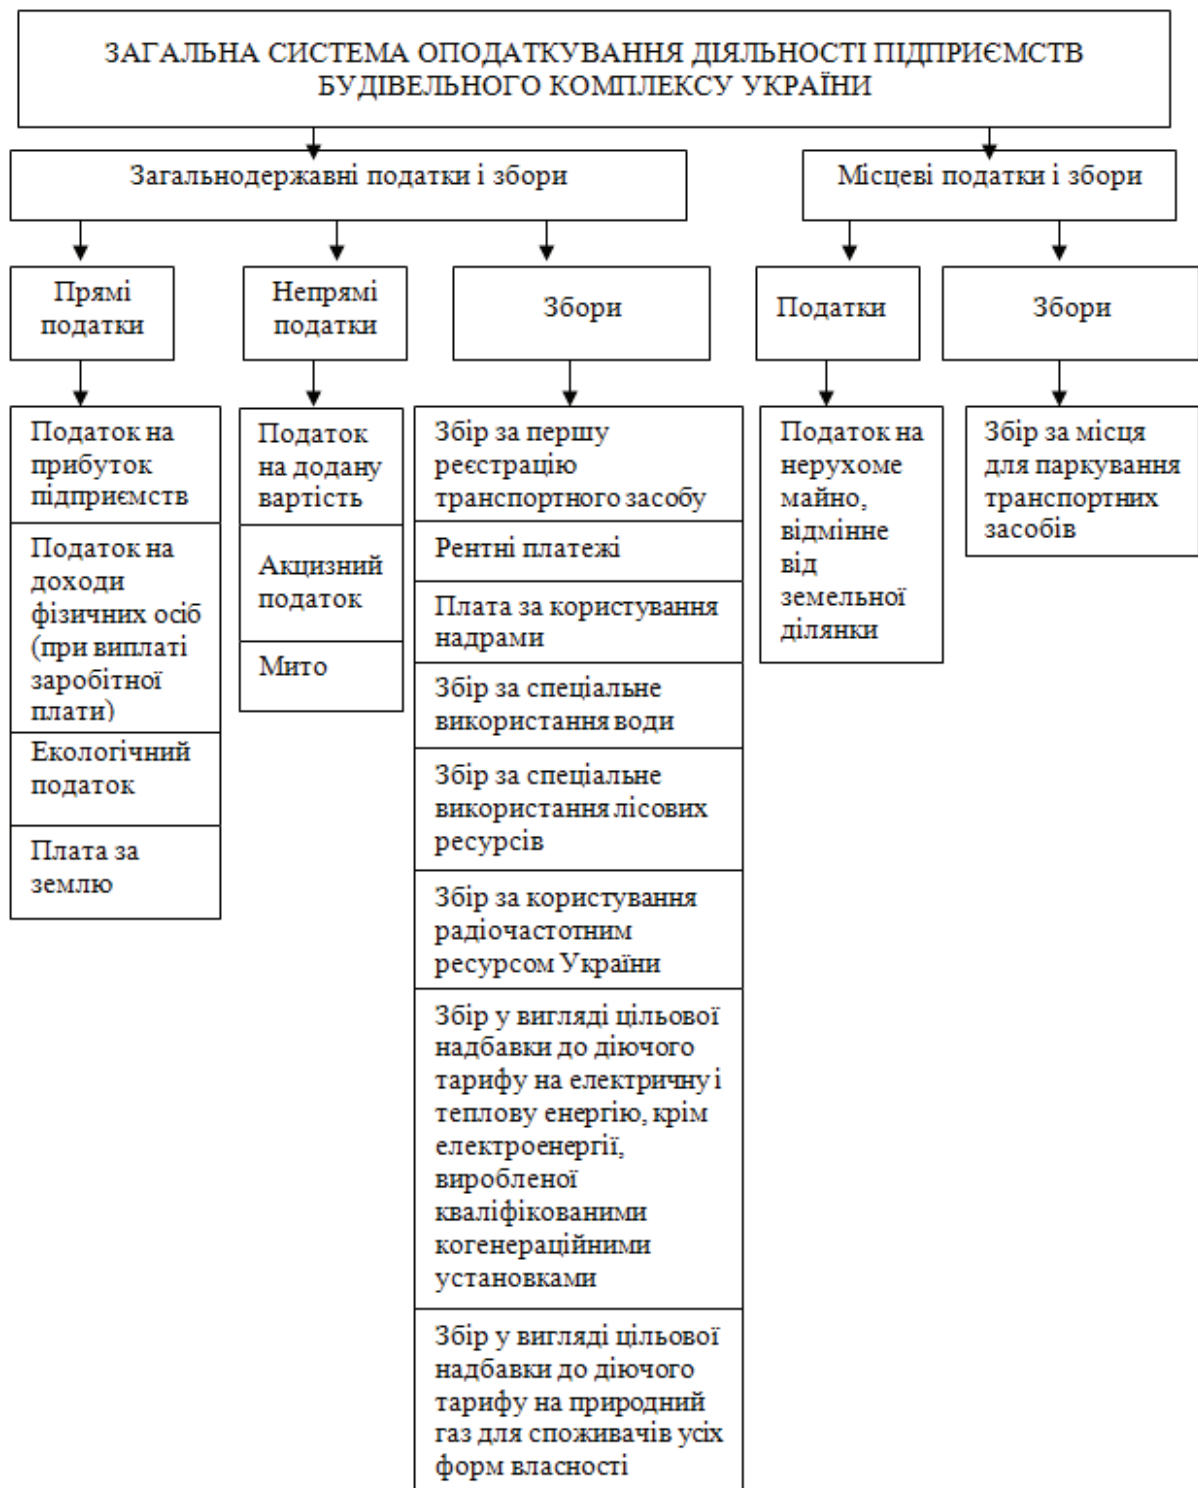 ЗАГАЛЬНА СИСТЕМА ОПОДАТКУВАННЯ ДІЯЛЬНОСТІ ПІДПРИЄМСТВ
БУДІВЕЛЬНОГО КОМПЛЕКСУ УКРАЇНИ
Загальнодержавні податки і збори
Місцеві податки і збори
Прямі
податки
Непрямі
податки
Збори
Податки
Збори
Податок на
прибуток
підприємств
Податок на
доходи
фізичних осіб
(при виплаті
заробітної
плати)
Екологічний
податок
Плата за
землю
Податок
на додану
вартість
Акцизний
податок
Мито
Збір за першу
реєстрацію
транспортного засобу
Рентні платежі
Плата за користування
надрами
Збір за спеціальне
використання води
Збір за спеціальне
використання лісових
ресурсів
Збір за користування
радіочастотним
ресурсом України
Збір у вигляді цільової
надбавки до діючого
тарифу на електричну і
теплову енергію, крім
електроенергії,
виробленої
кваліфікованими
когенераційними
установками
Збір у вигляді цільової
надбавки до діючого
тарифу на природний
газ для споживачів усіх
форм власності
Податок на
нерухоме
майно,
відмінне
від
земельної
ділянки
Збір за місця
для паркування
транспортних
засобів